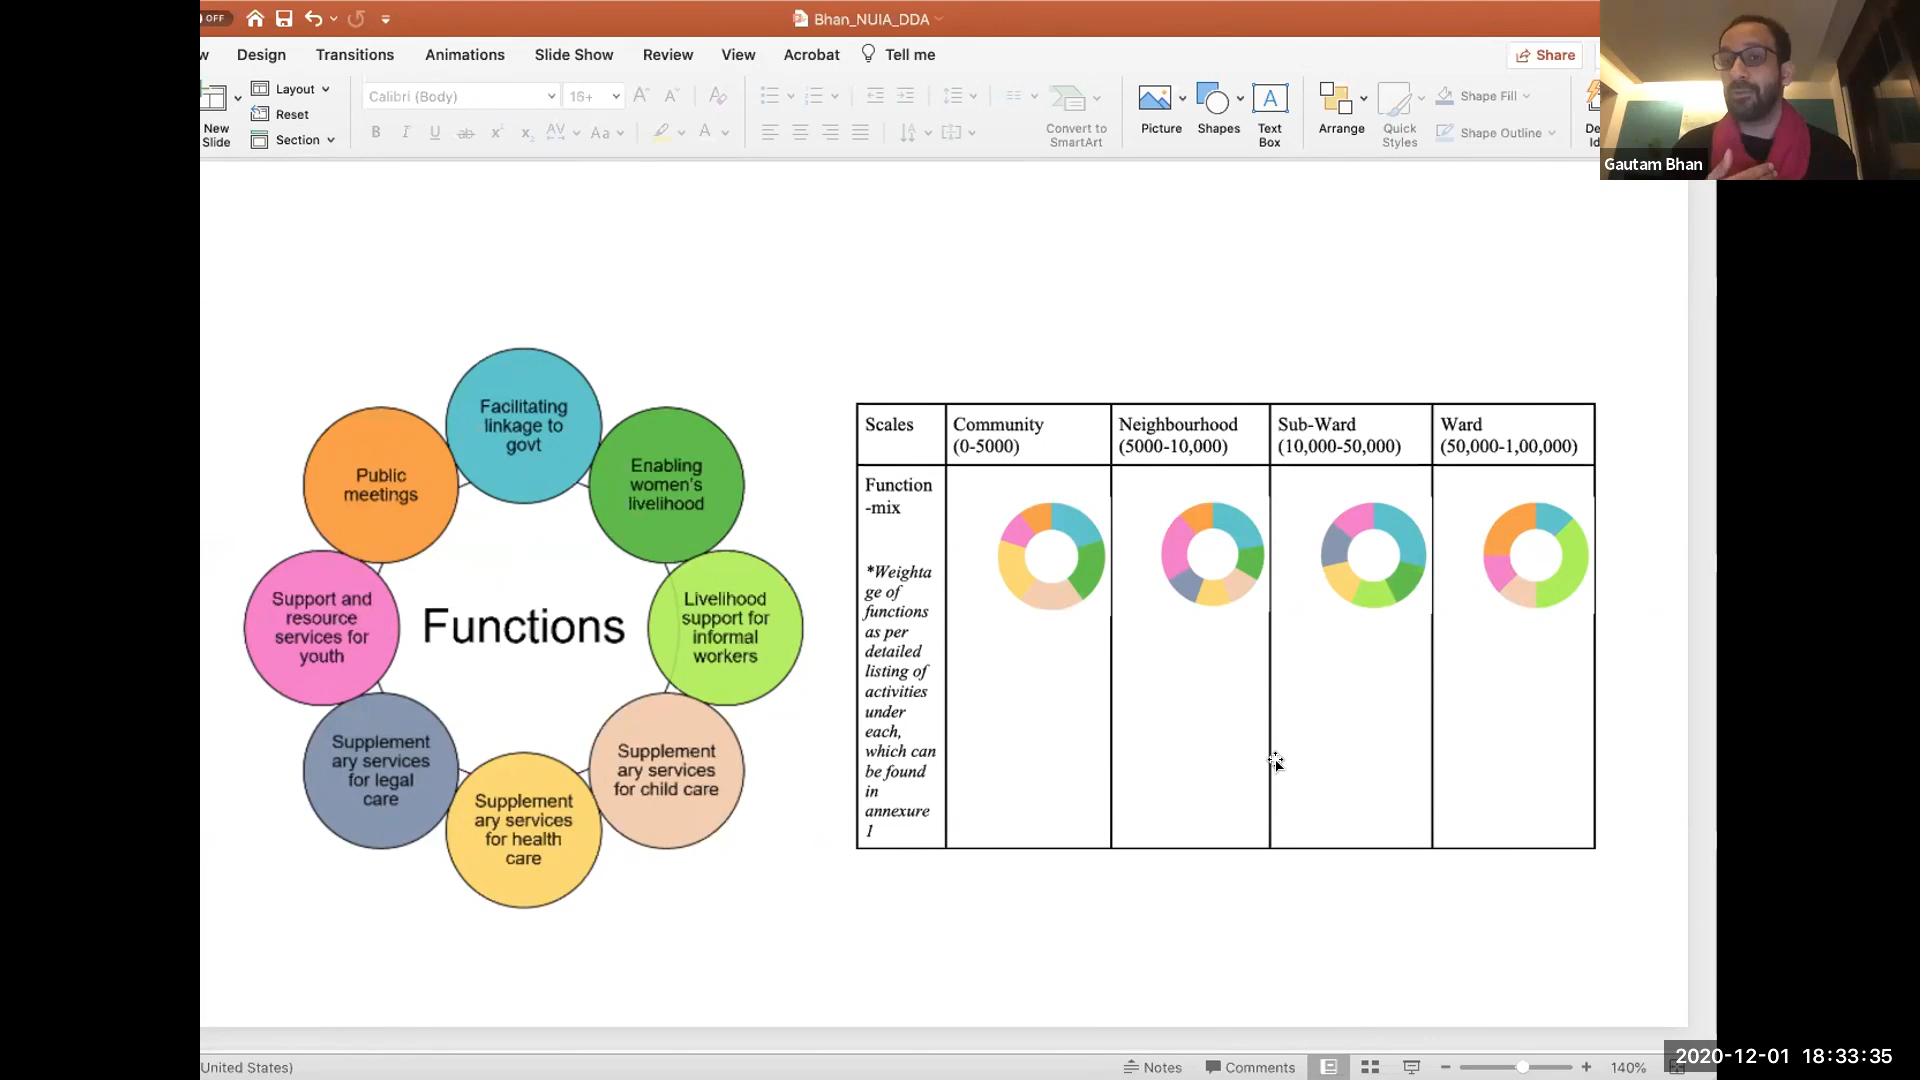 OFF
Bhan_NUIA_DDA
w Design Transitions Animations Slide Show Review View Acrobat Tell me
Share
New
Slide
Layout
Reset
Section
Calibri (Body) 16+
Convert to
SmartArt
Picture
Shapes
Text
Box
Arrange
Quick
Styles
Shape Fill
Shape Outline
De
Id
Gautam Bhan
Facilitating
linkage to
govt
Enabling
women's
livelihood
Livelihood
support for
informal
workers
Supplement
ary services
for child care
Supplement
ary services
for health
care
Supplement
ary services
for legal
care
Support and
resource
services for
youth
Public
meetings
Functions
Scales
Community
(0-5000)
Neighbourhood
(5000-10,000)
Sub-Ward
(10,000-50,000)
Ward
(50,000-1,00,000)
Function
-mix
*Weighta
ge of
functions
as per
detailed
listing of
activities
under
each,
which can
be found
in
annexure
1
United States)
Notes Comments 140%
2020-12-01 18:33:35